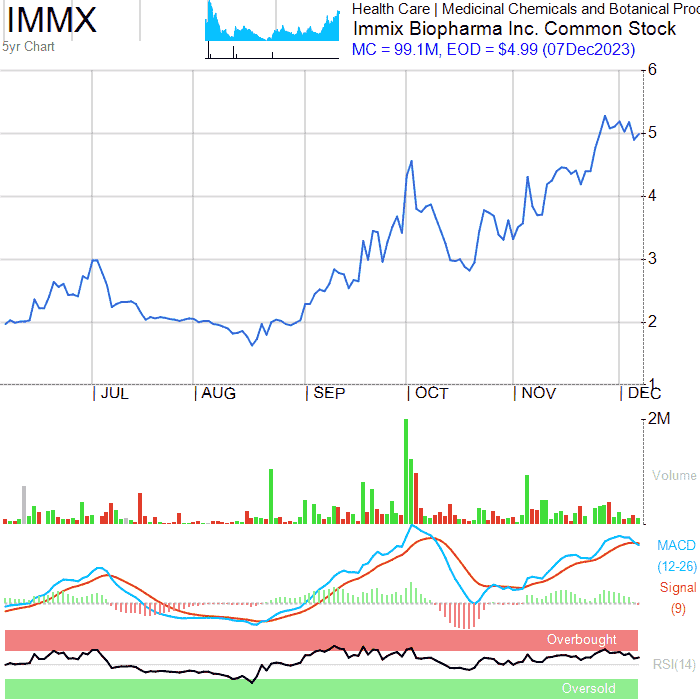 IMMX
5yr Chart
Health Care | Medicinal Chemicals and Botanical Proc
Immix Biopharma Inc. Common Stock
MC = 99.1M, EOD = $4.99 (07Dec2023)
6
5
4
3
2
1
JUL AUG SEP OCT NOV DEC
2M
Volume
MACD
(12-26)
Signal
(9)
Overbought
RSI(14)
Oversold